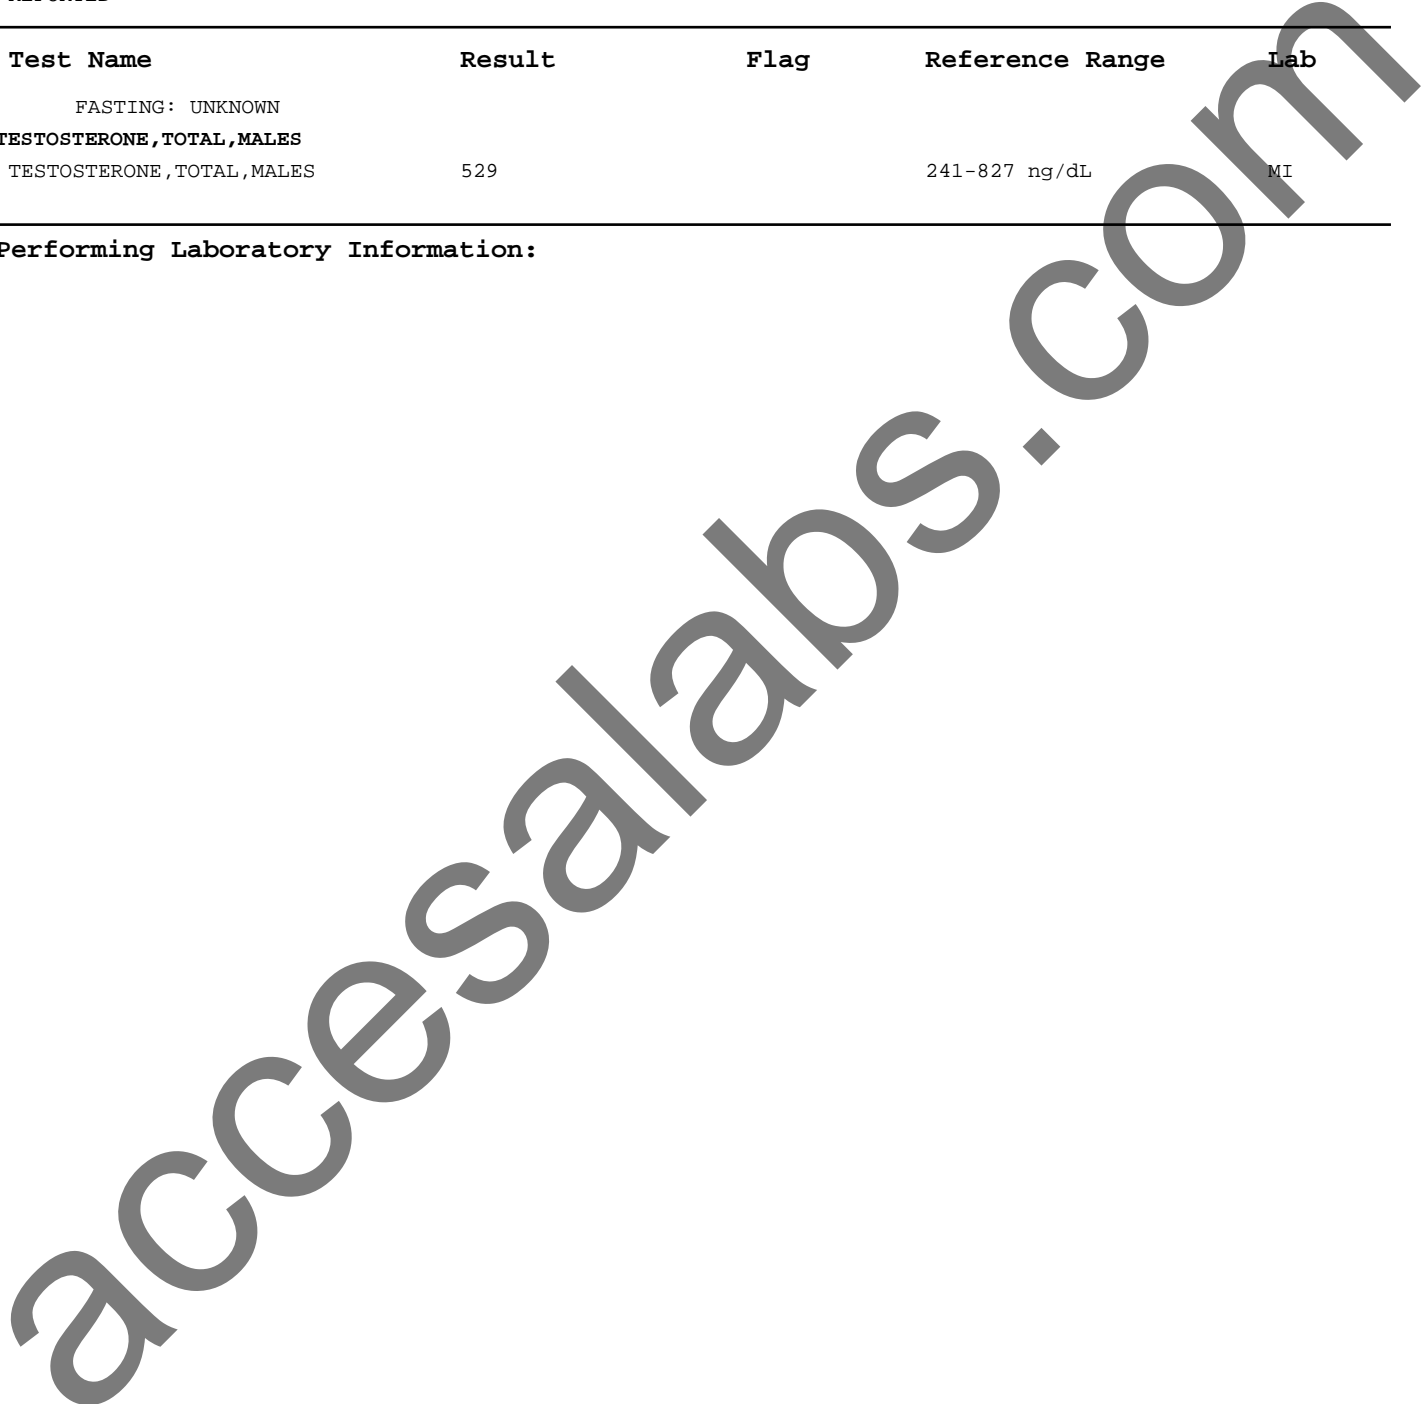 Test Name Result Flag Reference Range Lab
FASTING: UNKNOWN
TESTOSTERONE,TOTAL,MALES
TESTOSTERONE,TOTAL,MALES 529 241-827 ng/dL MI
Performing Laboratory Information:
accesalabs.com